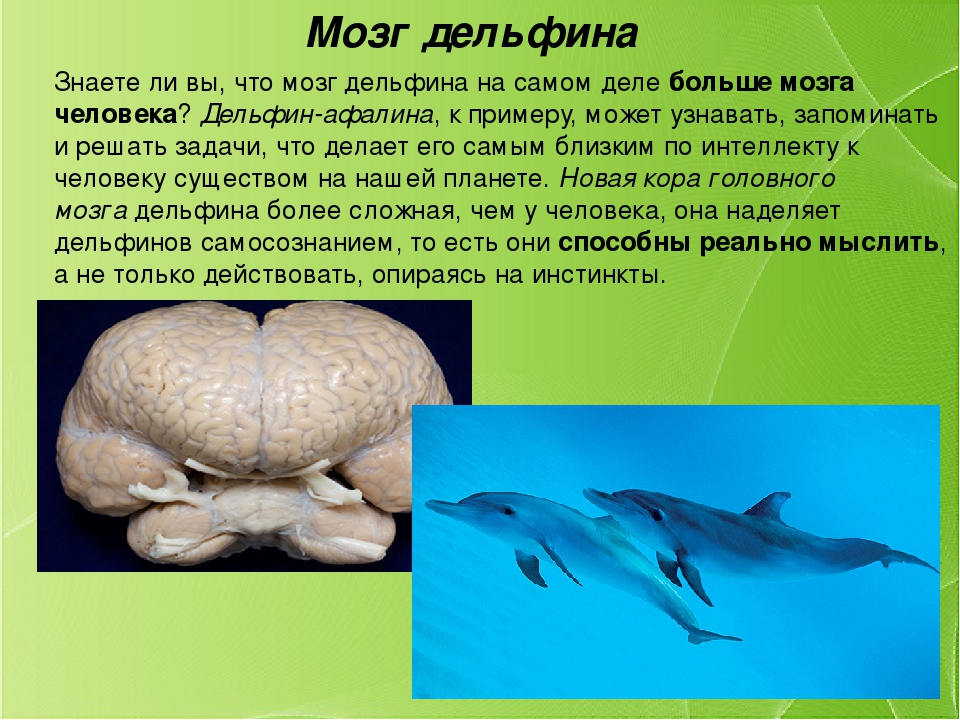 Мозг дельфина
Знаете ли вы, что мозг дельфина на самом деле больше мозга
человека? Дельфин-афалина, к примеру, может узнавать, запоминать
и решать задачи, что делает его самым близким по интеллекту к
человеку существом на нашей планете. Новая кора головного
мозга дельфина более сложная, чем у человека, она наделяет
дельфинов самосознанием, то есть они способны реально мыслить,
а не только действовать, опираясь на инстинкты.